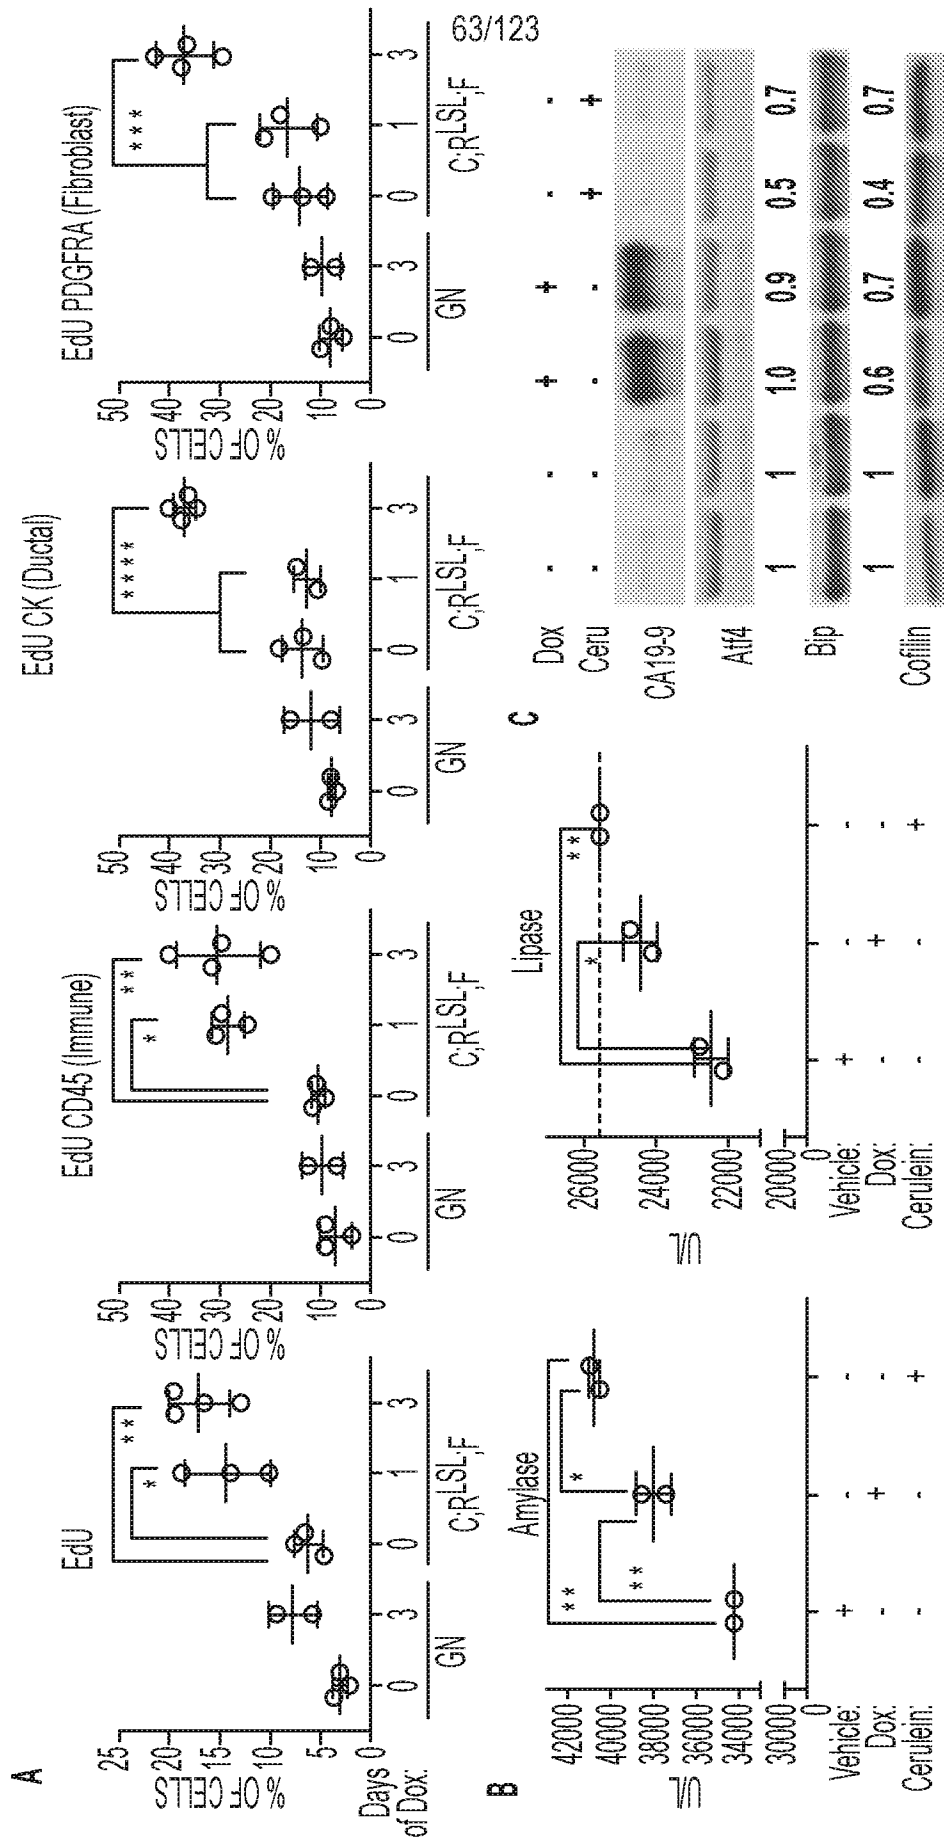 63/123
A
EdU
% OF CELLS
25
20
15
10
5
0
Days of Dox:
0 3 0 1 3
GN C;RLSL;F
* **
EdU CD45 (Immune)
% OF CELLS
50
40
30
20
10
0
0 3 0 1 3
GN C;RLSL;F
* **
EdU CK (Ductal)
% OF CELLS
50
40
30
20
10
0
0 3 0 1 3
GN C;RLSL;F
****
EdU PDGFRA (Fibroblast)
% OF CELLS
50
40
30
20
10
0
0 3 0 1 3
GN C;RLSL;F
***
B
Amylase
U/L
42000
40000
38000
36000
34000
30000
0
** ** *
Vehicle: + - -
Dox: - + -
Cerulein: - - +
Lipase
U/L
26000
24000
22000
20000
0
* **
Vehicle: + - -
Dox: - + -
Cerulein: - - +
C
Dox - - + + - -
Ceru - - - - + +
CA19-9
Atf4
1 1 1.0 0.9 0.5 0.7
Bip
1 1 0.6 0.7 0.4 0.7
Cofilin